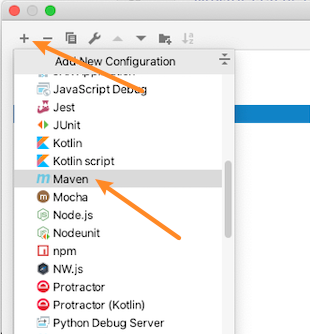 Add New Configuration
JavaScript Debug
Jest
JUnit
Kotlin
Kotlin script
Maven
Mocha
Node.js
Nodeunit
npm
NW.js
Protractor
Protractor (Kotlin)
Python Debug Server